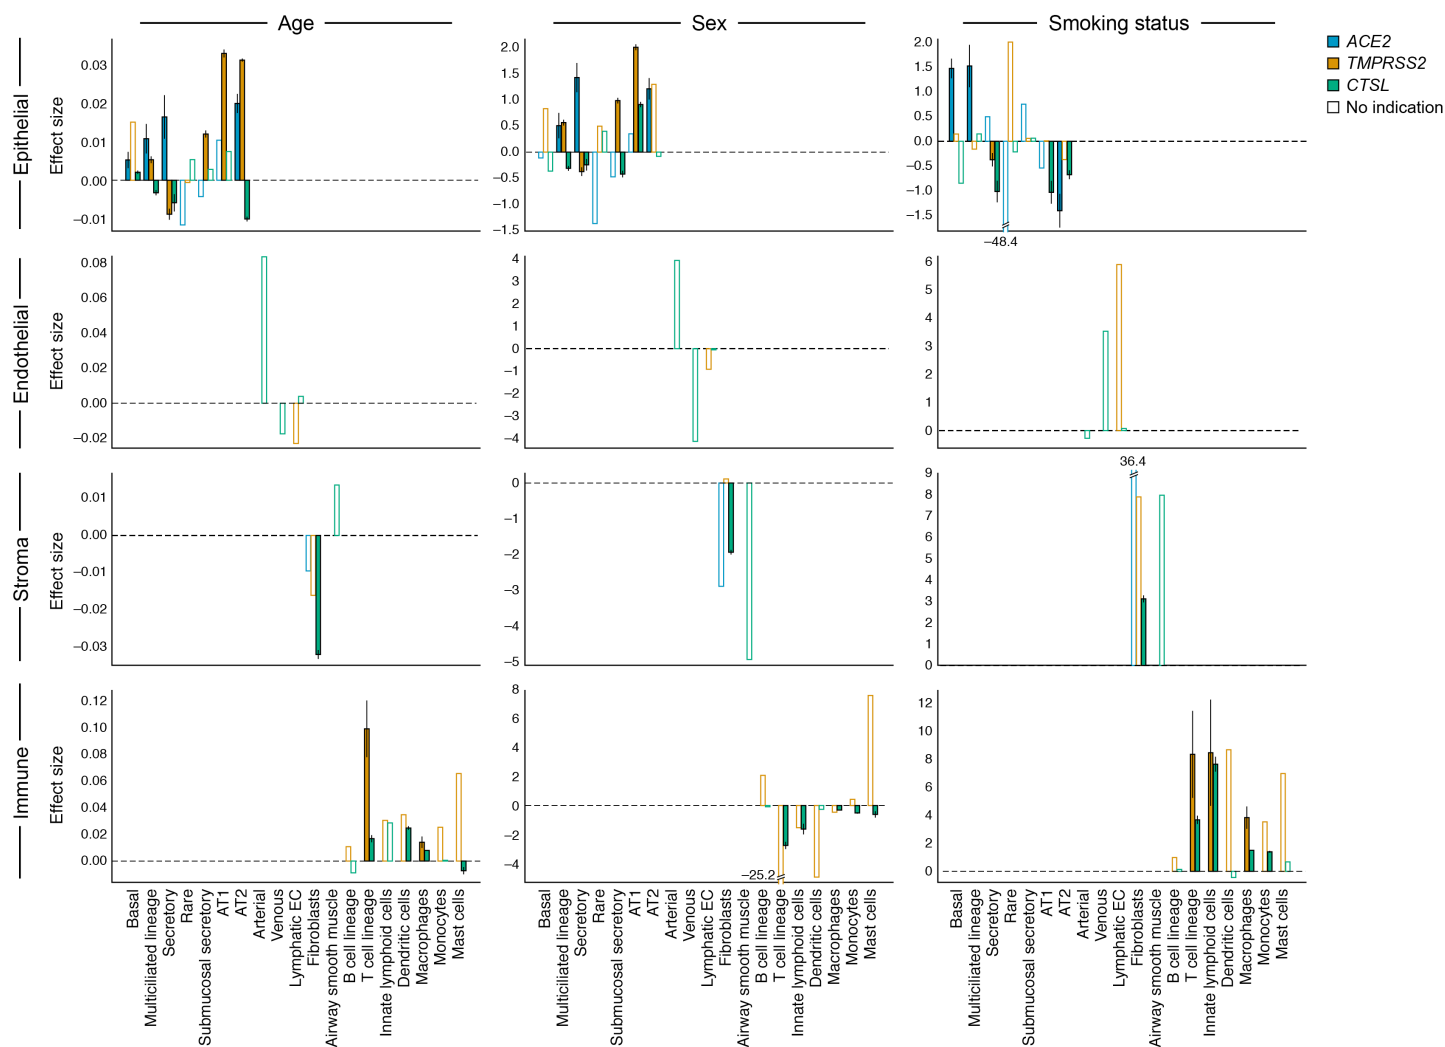 Age
Sex
Smoking status
ACE2
TMPRSS2
CTSL
No indication
Epithelial
Effect size
0.03
0.02
0.01
0.00
−0.01
2.0
1.5
1.0
0.5
0.0
−0.5
−1.0
−1.5
2.0
1.5
1.0
0.5
0.0
−0.5
−1.0
−1.5
−48.4
Endothelial
Effect size
0.08
0.06
0.04
0.02
0.00
−0.02
4
3
2
1
0
−1
−2
−3
−4
6
5
4
3
2
1
0
Stroma
Effect size
0.01
0.00
−0.01
−0.02
−0.03
0
−1
−2
−3
−4
−5
36.4
9
8
7
6
5
4
3
2
1
0
Immune
Effect size
0.12
0.10
0.08
0.06
0.04
0.02
0.00
8
6
4
2
0
−2
−4
−25.2
12
10
8
6
4
2
0
Basal
Multiciliated lineage
Secretory
Rare
Submucosal secretory
AT1
AT2
Arterial
Venous
Lymphatic EC
Fibroblasts
Airway smooth muscle
B cell lineage
T cell lineage
Innate lymphoid cells
Dendritic cells
Macrophages
Monocytes
Mast cells
Basal
Multiciliated lineage
Secretory
Rare
Submucosal secretory
AT1
AT2
Arterial
Venous
Lymphatic EC
Fibroblasts
Airway smooth muscle
B cell lineage
T cell lineage
Innate lymphoid cells
Dendritic cells
Macrophages
Monocytes
Mast cells
Basal
Multiciliated lineage
Secretory
Rare
Submucosal secretory
AT1
AT2
Arterial
Venous
Lymphatic EC
Fibroblasts
Airway smooth muscle
B cell lineage
T cell lineage
Innate lymphoid cells
Dendritic cells
Macrophages
Monocytes
Mast cells